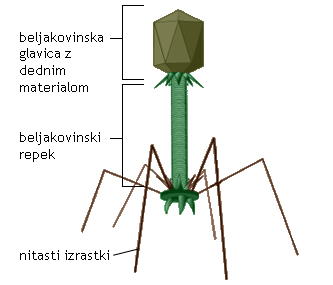 beljakovinska
glavica z
dednim
materialom
beljakovinski
repek
nitasti izrastki